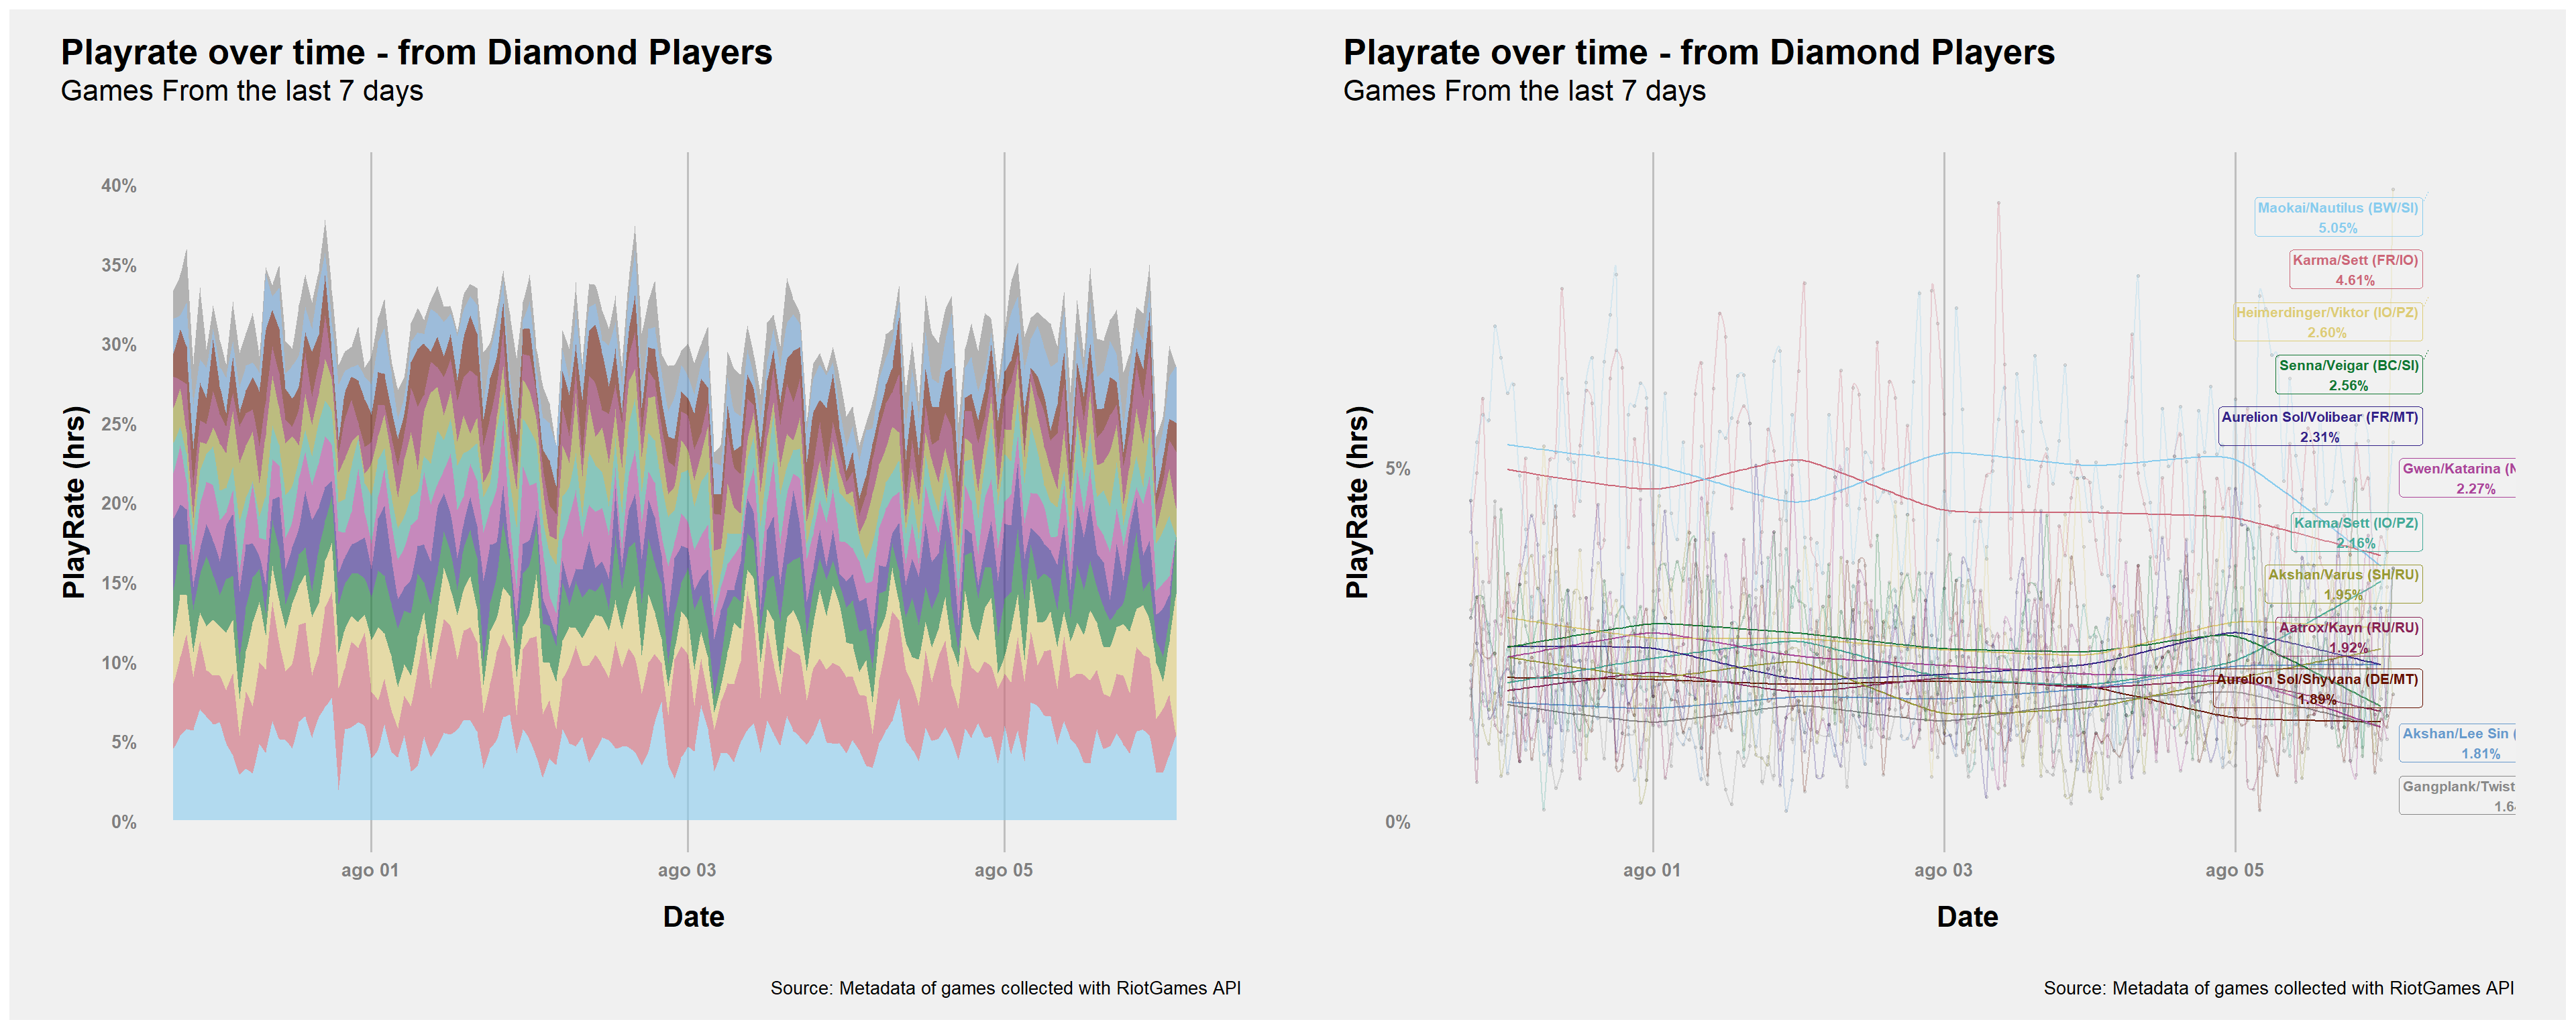 Playrate over time - from Diamond Players
Games From the last 7 days
PlayRate (hrs)
40%
35%
30%
25%
20%
15%
10%
5%
0%
ago 01
ago 03
ago 05
Date
Source: Metadata of games collected with RiotGames API
Playrate over time - from Diamond Players
Games From the last 7 days
PlayRate (hrs)
5%
0%
Maokai/Nautilus (BW/SI)
5.05%
Karma/Sett (FR/IO)
4.61%
Heimerdinger/Viktor (IO/PZ)
2.60%
Senna/Veigar (BC/SI)
2.56%
Aurelion Sol/Volibear (FR/MT)
2.31%
Gwen/Katarina (
2.27%
Karma/Sett (IO/PZ)
2.16%
Akshan/Varus (SH/RU)
1.95%
Aatrox/Kayn (RU/RU)
1.92%
Aurelion Sol/Shyvana (DE/MT)
1.89%
Akshan/Lee Sin (
1.81%
Gangplank/Twist
1.6
ago 01
ago 03
ago 05
Date
Source: Metadata of games collected with RiotGames API